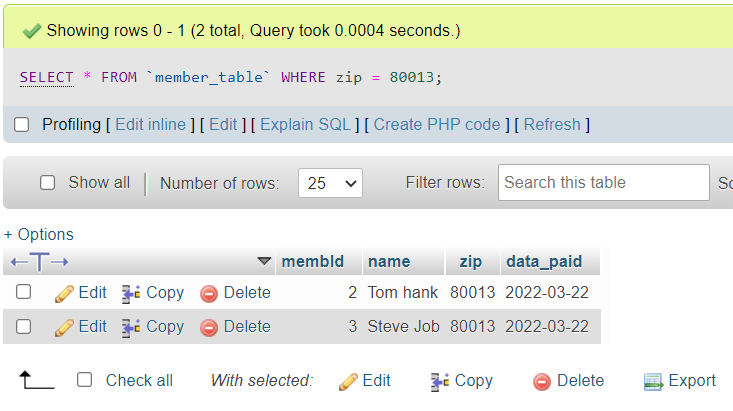 Showing rows 0 - 1 (2 total, Query took 0.0004 seconds.)
SELECT * FROM `member_table` WHERE zip = 80013;
Profiling [ Edit inline ] [ Edit ] [ Explain SQL ] [ Create PHP code ] [ Refresh ]
Show all Number of rows: 25 Filter rows: Search this table
+ Options
←T→ membId name zip data_paid
Edit Copy Delete 2 Tom hank 80013 2022-03-22
Edit Copy Delete 3 Steve Job 80013 2022-03-22
Check all With selected: Edit Copy Delete Export